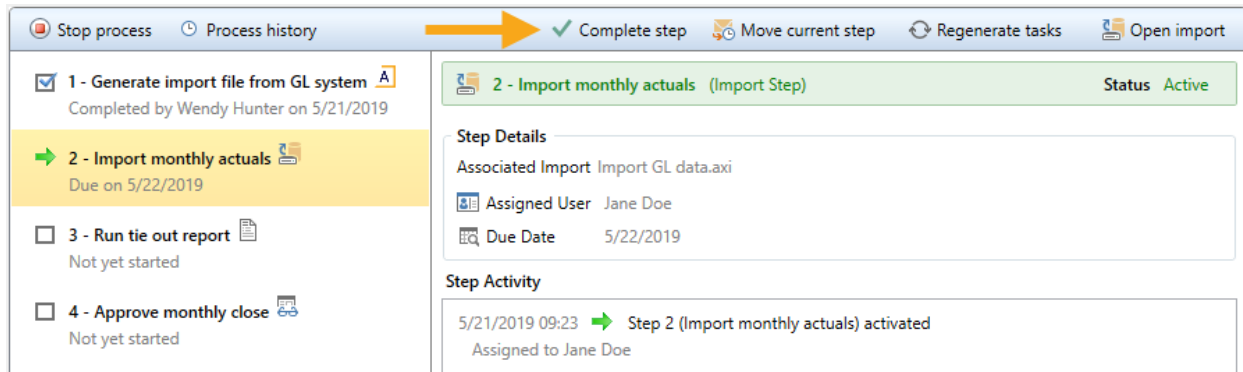 Stop process Process history Complete step Move current step Regenerate tasks Open import
1 - Generate import file from GL system A
Completed by Wendy Hunter on 5/21/2019
2 - Import monthly actuals
Due on 5/22/2019
3 - Run tie out report
Not yet started
4 - Approve monthly close
Not yet started
2 - Import monthly actuals (Import Step) Status Active
Step Details
Associated Import Import GL data.axi
Assigned User Jane Doe
Due Date 5/22/2019
Step Activity
5/21/2019 09:23 Step 2 (Import monthly actuals) activated
Assigned to Jane Doe